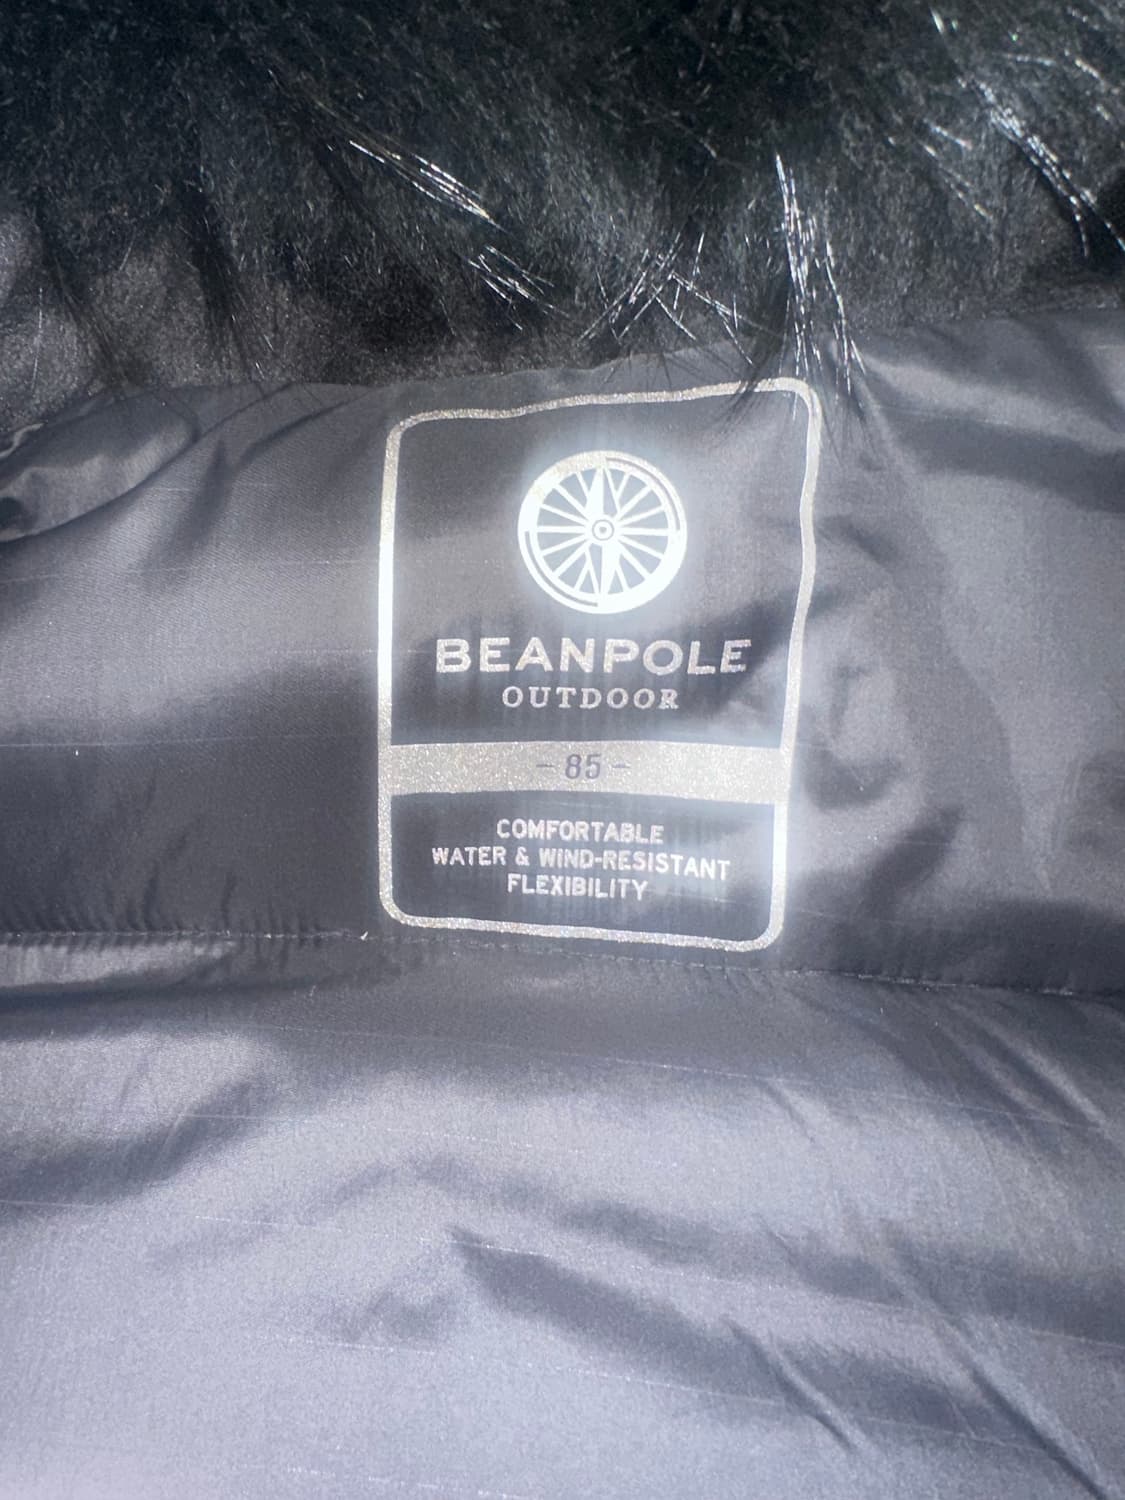 BEANPOLE
OUTDOOR
- 85 -
COMFORTABLE
WATER & WIND-RESISTANT
FLEXIBILITY